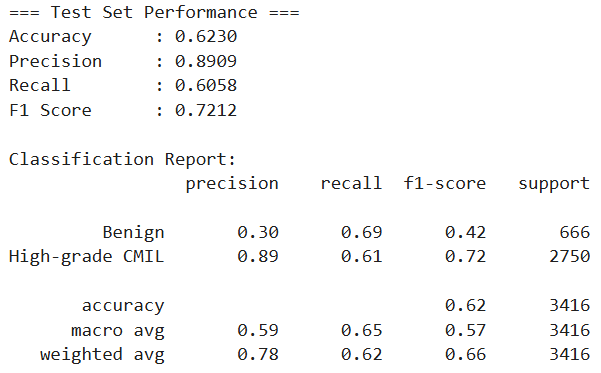 === Test Set Performance ===
Accuracy : 0.6230
Precision : 0.8909
Recall : 0.6058
F1 Score : 0.7212
Classification Report:
precision recall f1-score support
Benign 0.30 0.69 0.42 666
High-grade CMIL 0.89 0.61 0.72 2750
accuracy 0.62 3416
macro avg 0.59 0.65 0.57 3416
weighted avg 0.78 0.62 0.66 3416